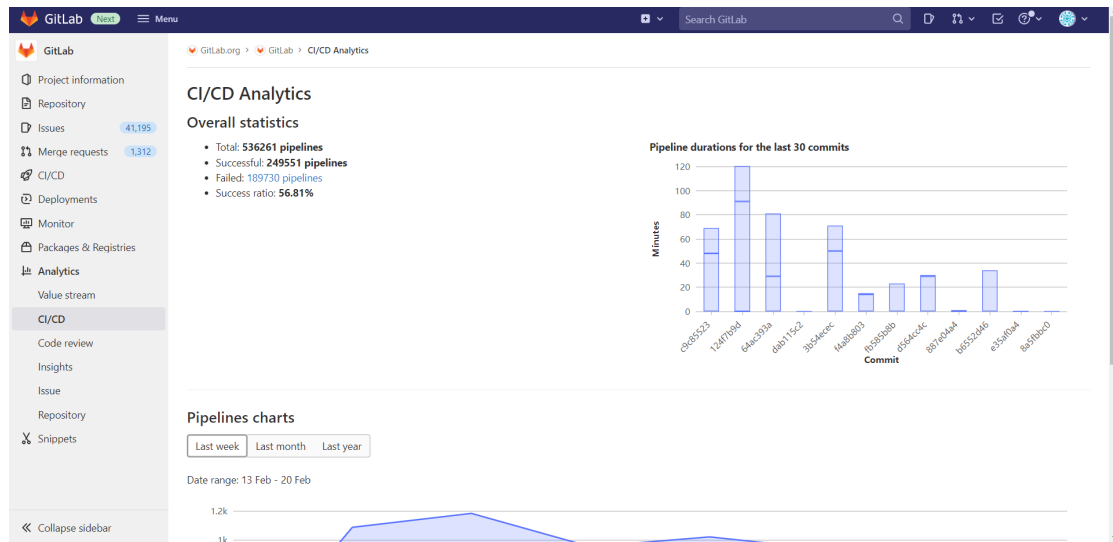 GitLab Next Menu Search GitLab
GitLab
Project information
Repository
Issues 41,195
Merge requests 1,312
CI/CD
Deployments
Monitor
Packages & Registries
Analytics
Value stream
CI/CD
Code review
Insights
Issue
Repository
Snippets
Collapse sidebar
GitLab.org > GitLab > CI/CD Analytics
CI/CD Analytics
Overall statistics
• Total: 536261 pipelines
• Successful: 249551 pipelines
• Failed: 189730 pipelines
• Success ratio: 56.81%
Pipeline durations for the last 30 commits
120
100
80
60
40
20
0
Minutes
c9c85523
124f7b9d
64ac393a
dab115c2
3b54ecec
f4a8b803
fb585b8b
d564cc4c
887e04a4
b6552d46
e35af0a4
8a5fbbc0
Commit
Pipelines charts
Last week Last month Last year
Date range: 13 Feb - 20 Feb
1.2k
1k